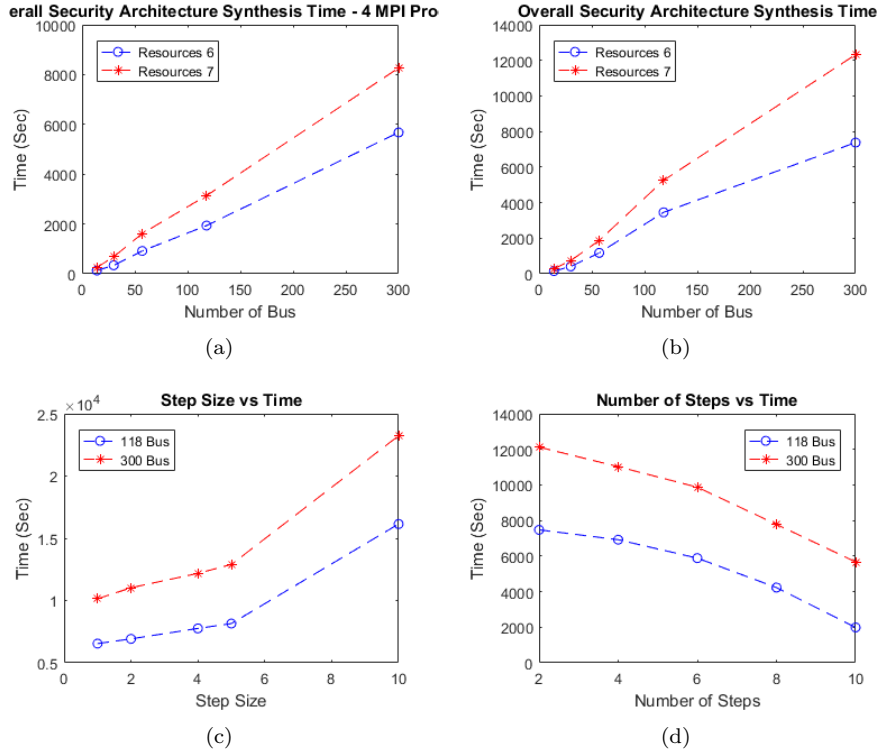 erall Security Architecture Synthesis Time - 4 MPI Pro
10000
8000
6000
4000
2000
0
Time (Sec)
Resources 6
Resources 7
0 50 100 150 200 250 300
Number of Bus
(a)
Overall Security Architecture Synthesis Time
14000
12000
10000
8000
6000
4000
2000
0
Time (Sec)
Resources 6
Resources 7
0 50 100 150 200 250 300
Number of Bus
(b)
Step Size vs Time
×10^4
2.5
2
1.5
1
0.5
Time (Sec)
118 Bus
300 Bus
0 2 4 6 8 10
Step Size
(c)
Number of Steps vs Time
14000
12000
10000
8000
6000
4000
2000
0
Time (Sec)
118 Bus
300 Bus
2 4 6 8 10
Number of Steps
(d)